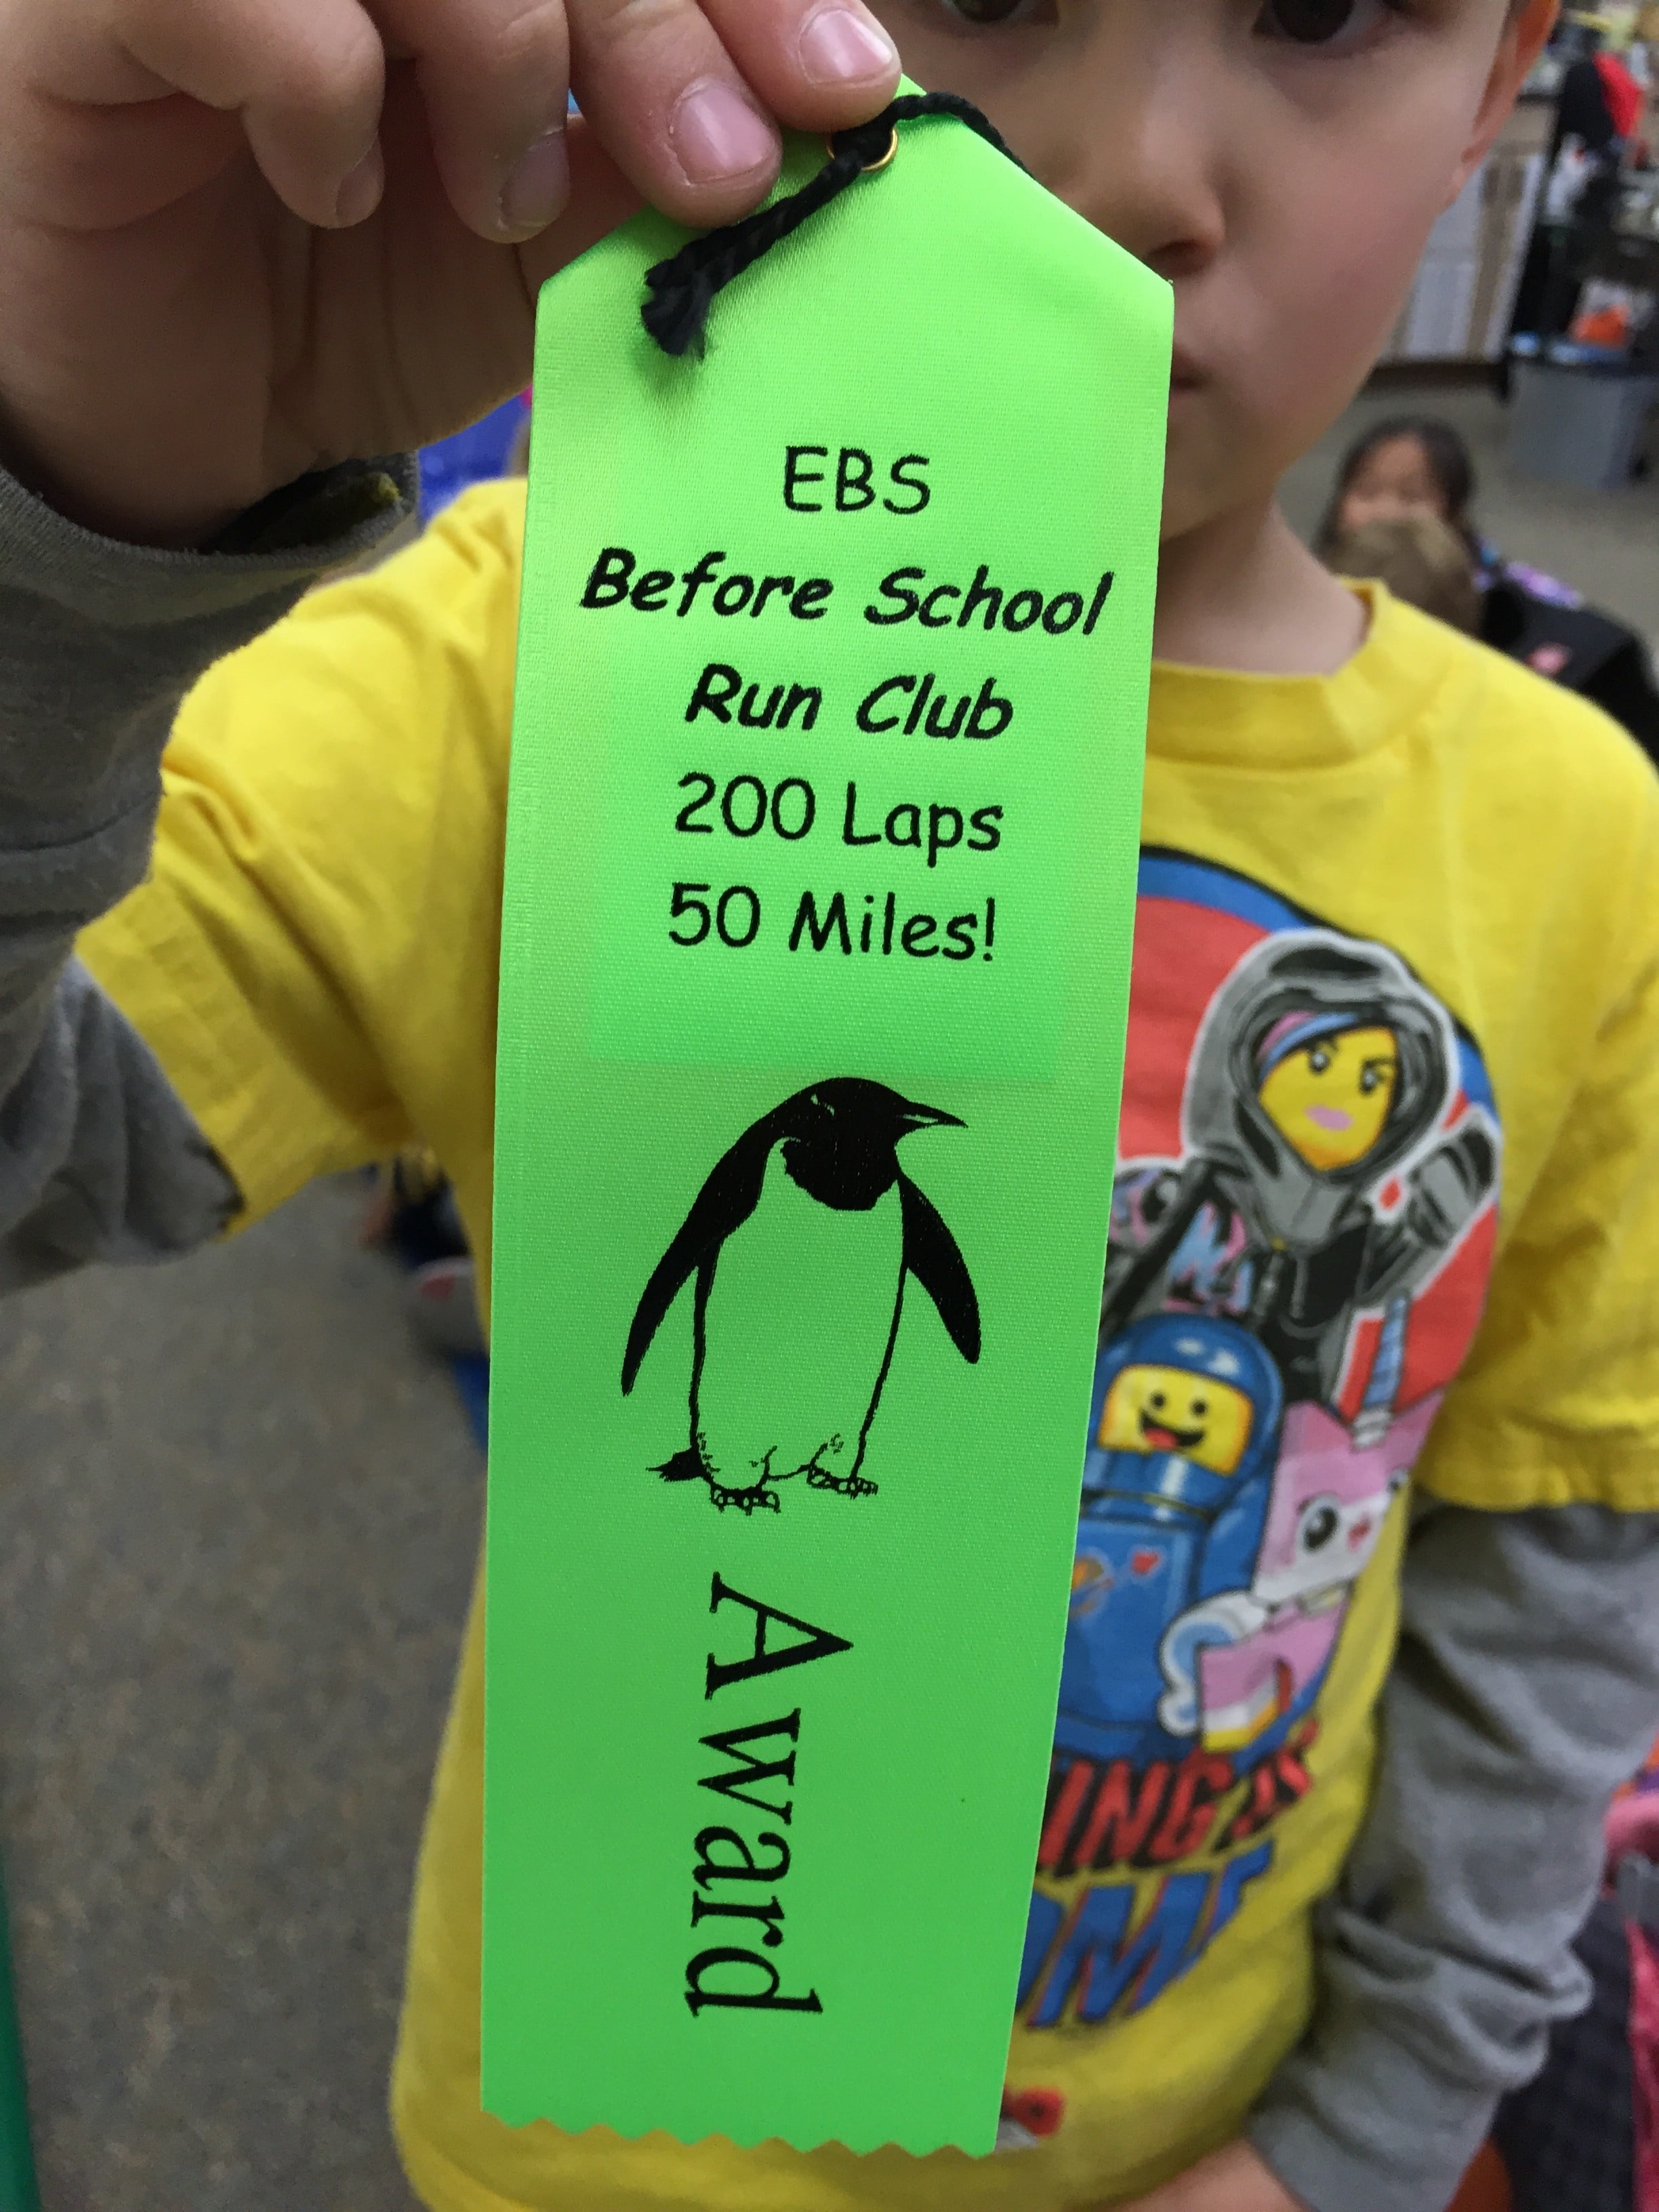 EBS
Before School
Run Club
200 Laps
50 Miles!
Award